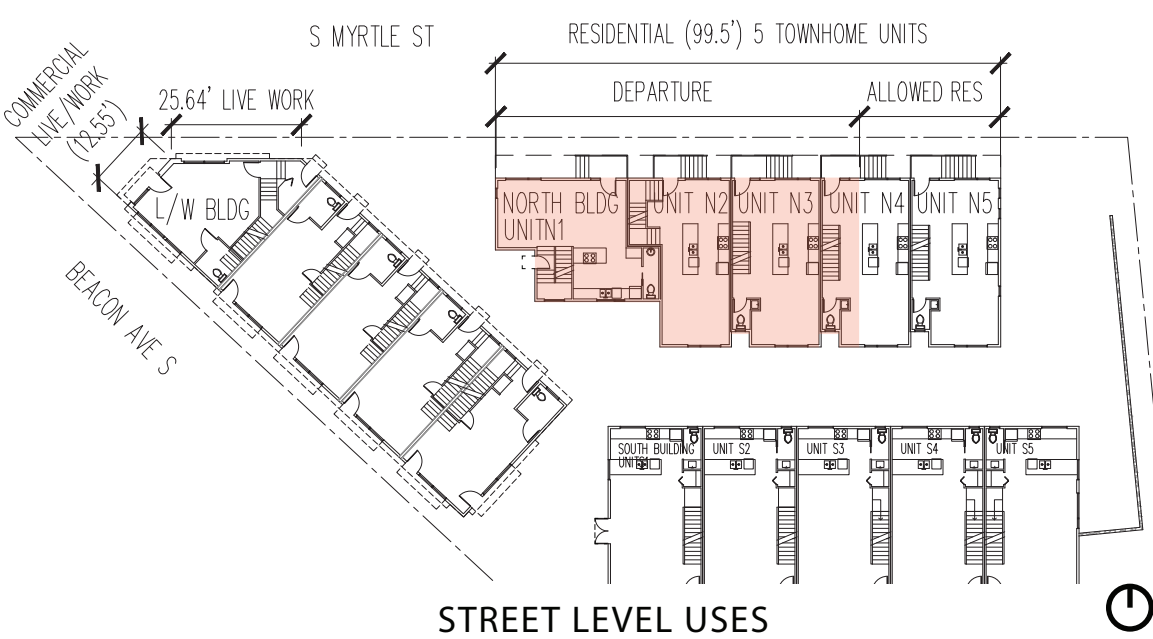 S MYRTLE ST
RESIDENTIAL (99.5') 5 TOWNHOME UNITS
COMMERCIAL
LIVE/WORK
(12.55')
25.64' LIVE WORK
DEPARTURE
ALLOWED RES
L/W BLDG
NORTH BLDG
UNITN1
UNIT N2
UNIT N3
UNIT N4
UNIT N5
BEACON AVE S
SOUTH BUILDING
UNITS1
UNIT S2
UNIT S3
UNIT S4
UNIT S5
STREET LEVEL USES